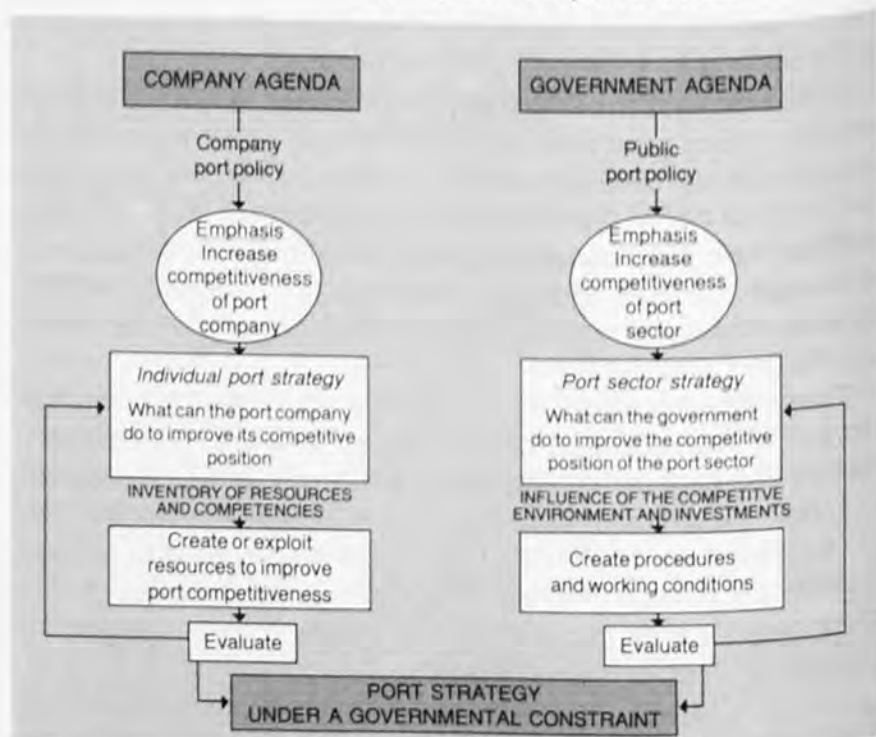 COMPANY AGENDA
Company
port policy
Emphasis
Increase
competitiveness
of port
company
Individual port strategy
What can the port company
do to improve its competitive
position
INVENTORY OF RESOURCES
AND COMPETENCIES
Create or exploit
resources to improve
port competitiveness
Evaluate
GOVERNMENT AGENDA
Public
port policy
Emphasis
Increase
competitiveness
of port
sector
Port sector strategy
What can the government
do to improve the competitive
position of the port sector
INFLUENCE OF THE COMPETITVE
ENVIRONMENT AND INVESTMENTS
Create procedures
and working conditions
Evaluate
PORT STRATEGY
UNDER A GOVERNMENTAL CONSTRAINT